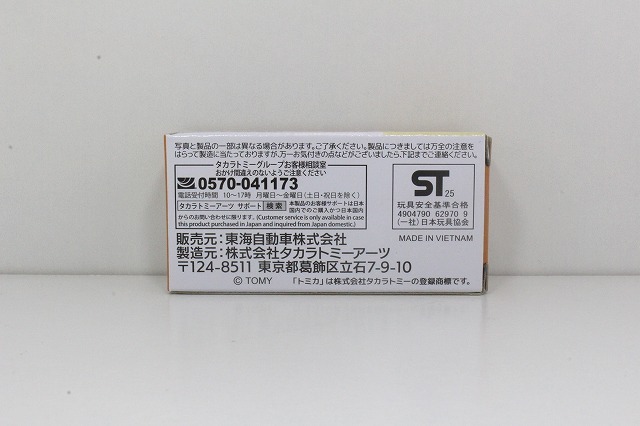 写真と製品の一部は異なる場合があります。ご了承ください。製品につきましては万全の注意を
はらって製造に当たっておりますが、万一お気付きの点などがございましたら、下記までご連絡ください。
タカラトミーグループお客様相談室
おかけ間違えのないようご注意ください
0570-041173
電話受付時間 10～17時 月曜日～金曜日(土日・祝日を除く)
タカラトミーアーツ サポート 検索 本製品のお客様サポートは日本
国内でのご購入かつ日本国内
からのお問合わせに限ります。(Customer service is only available in case
this product purchased in Japan and inquired from Japan domestic.)
販売元：東海自動車株式会社
製造元：株式会社タカラトミーアーツ
〒124-8511 東京都葛飾区立石7-9-10
© TOMY 「トミカ」は株式会社タカラトミーの登録商標です。
ST 25
玩具安全基準合格
4904790 62970 9
(一社)日本玩具協会
MADE IN VIETNAM